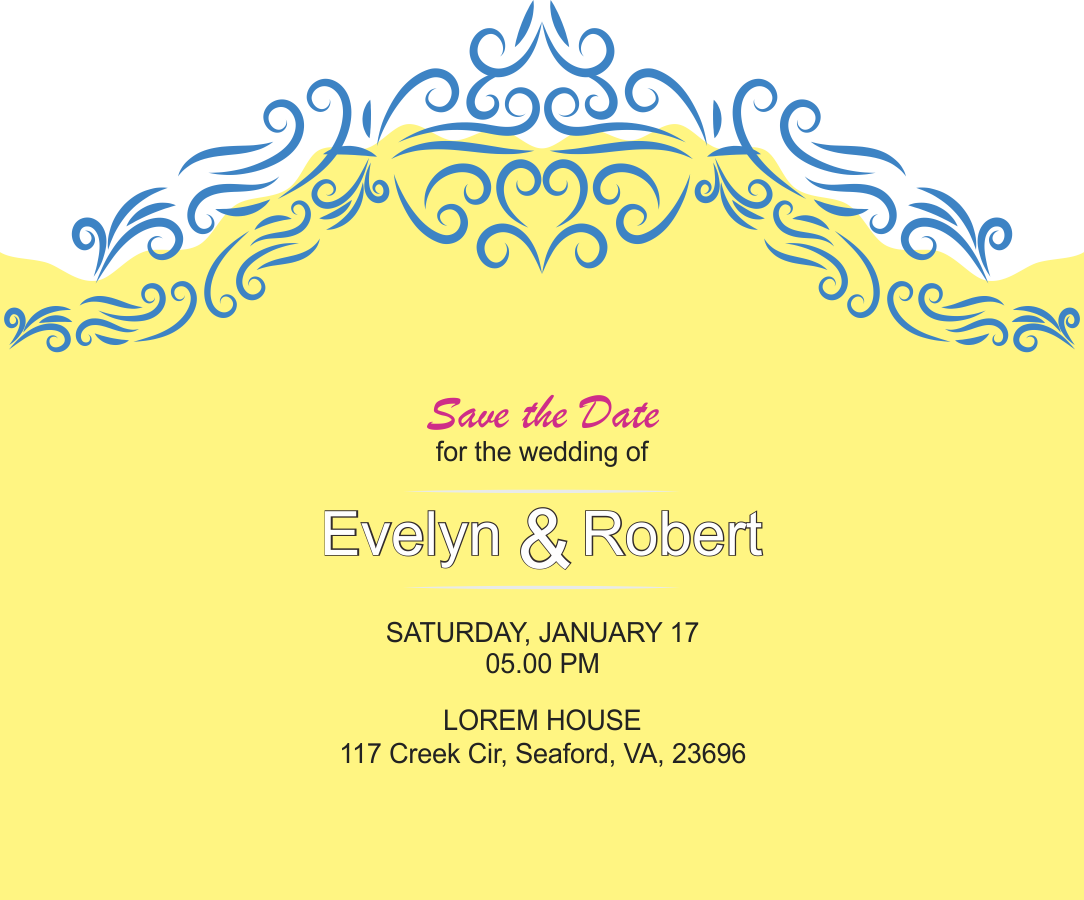 Save the Date
for the wedding of
Evelyn & Robert
SATURDAY, JANUARY 17
05.00 PM
LOREM HOUSE
117 Creek Cir, Seaford, VA, 23696